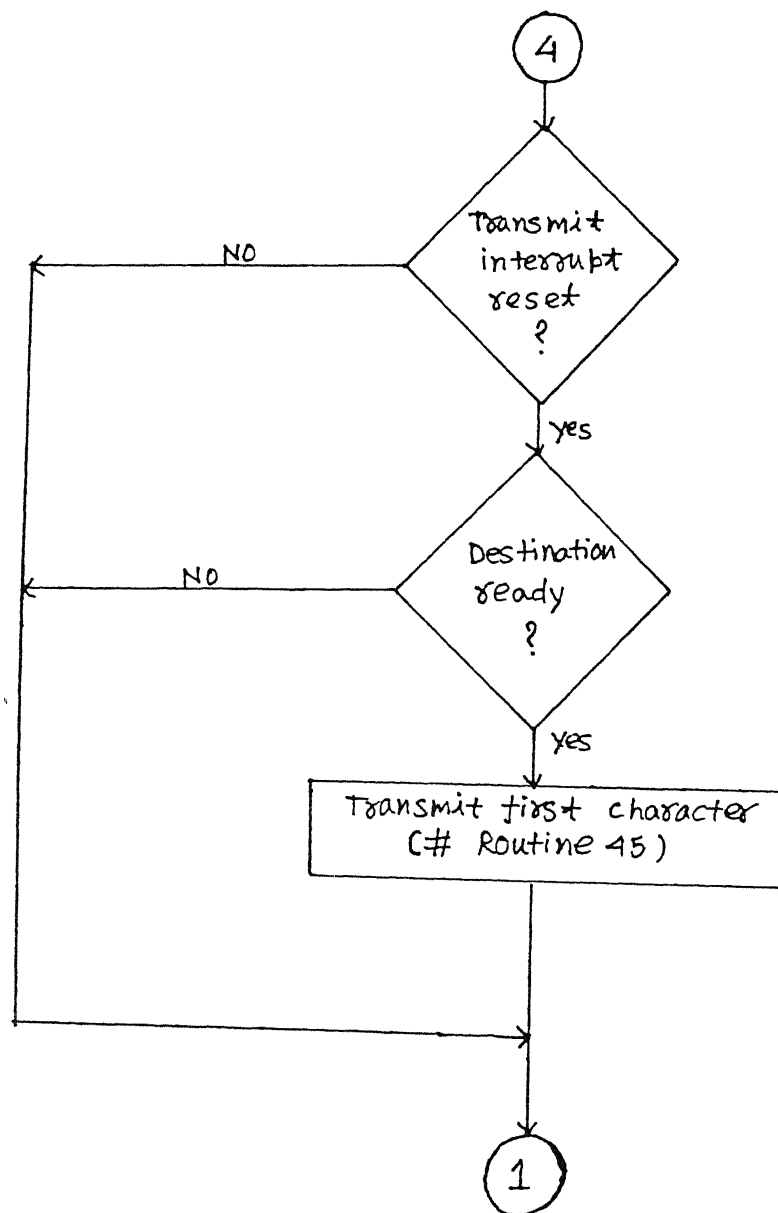 4
Transmit
interrupt
reset
?
NO
yes
Destination
ready
?
NO
yes
Transmit first character
(# Routine 45)
1